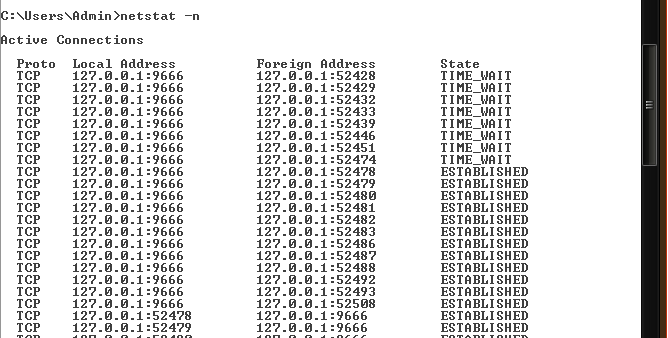 C:\Users\Admin>netstat -n
Active Connections
Proto Local Address Foreign Address State
TCP 127.0.0.1:9666 127.0.0.1:52428 TIME_WAIT
TCP 127.0.0.1:9666 127.0.0.1:52429 TIME_WAIT
TCP 127.0.0.1:9666 127.0.0.1:52432 TIME_WAIT
TCP 127.0.0.1:9666 127.0.0.1:52433 TIME_WAIT
TCP 127.0.0.1:9666 127.0.0.1:52439 TIME_WAIT
TCP 127.0.0.1:9666 127.0.0.1:52446 TIME_WAIT
TCP 127.0.0.1:9666 127.0.0.1:52451 TIME_WAIT
TCP 127.0.0.1:9666 127.0.0.1:52474 TIME_WAIT
TCP 127.0.0.1:9666 127.0.0.1:52478 ESTABLISHED
TCP 127.0.0.1:9666 127.0.0.1:52479 ESTABLISHED
TCP 127.0.0.1:9666 127.0.0.1:52480 ESTABLISHED
TCP 127.0.0.1:9666 127.0.0.1:52481 ESTABLISHED
TCP 127.0.0.1:9666 127.0.0.1:52482 ESTABLISHED
TCP 127.0.0.1:9666 127.0.0.1:52483 ESTABLISHED
TCP 127.0.0.1:9666 127.0.0.1:52486 ESTABLISHED
TCP 127.0.0.1:9666 127.0.0.1:52487 ESTABLISHED
TCP 127.0.0.1:9666 127.0.0.1:52488 ESTABLISHED
TCP 127.0.0.1:9666 127.0.0.1:52492 ESTABLISHED
TCP 127.0.0.1:9666 127.0.0.1:52493 ESTABLISHED
TCP 127.0.0.1:9666 127.0.0.1:52508 ESTABLISHED
TCP 127.0.0.1:52478 127.0.0.1:9666 ESTABLISHED
TCP 127.0.0.1:52479 127.0.0.1:9666 ESTABLISHED